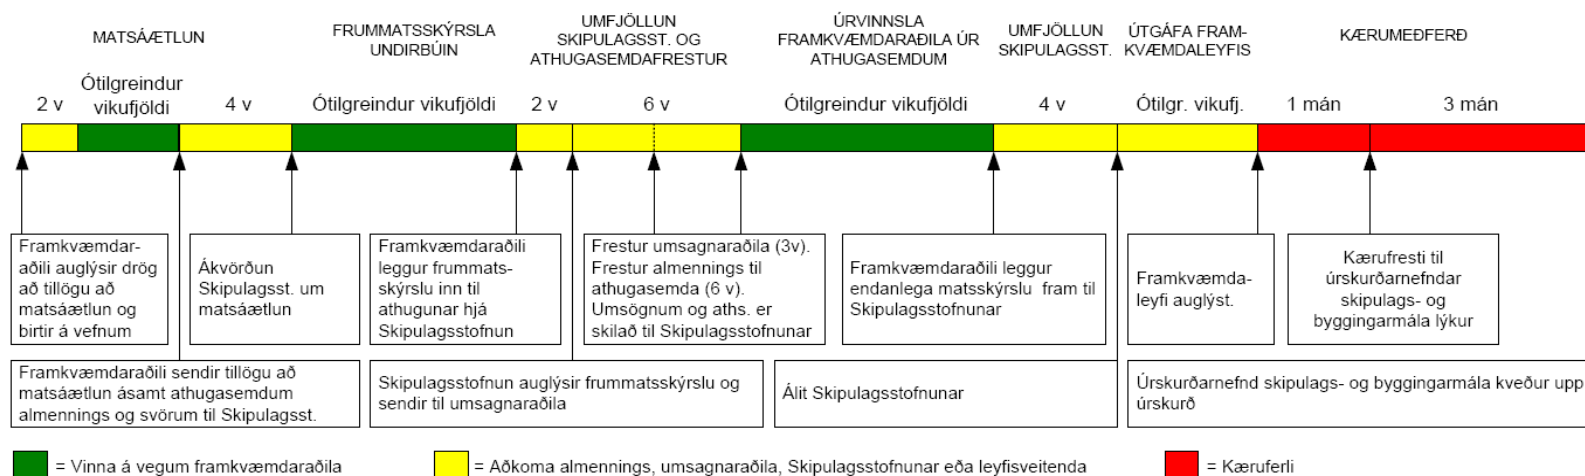 MATSÁÆTLUN
FRUMMATSSKÝRSLA
UNDIRBÚIN
UMFJÖLLUN
SKIPULAGSST. OG
ATHUGASEMDAFRESTUR
ÚRVINNSLA
FRAMKVÆMDARAÐILA ÚR
ATHUGASEMDUM
UMFJÖLLUN
SKIPULAGSST.
ÚTGÁFA FRAM-
KVÆMDALEYFIS
KÆRUMEÐFERÐ
2 v
Ótilgreindur
vikufjöldi
4 v
Ótilgreindur vikufjöldi
2 v
6 v
Ótilgreindur vikufjöldi
4 v
Ótilgr. vikufj.
1 mán
3 mán
Framkvæmdar-
aðili auglýsir drög
að tillögu að
matsáætlun og
birtir á vefnum
Ákvörðun
Skipulagsst. um
matsáætlun
Framkvæmdaraðili
leggur frummats-
skýrslu inn til
athugunar hjá
Skipulagsstofnun
Frestur umsagnaraðila (3v).
Frestur almennings til
athugasemda (6 v).
Umsögnum og aths. er
skilað til Skipulagsstofnunar
Framkvæmdaraðili leggur
endanlega matsskýrslu fram til
Skipulagsstofnunar
Framkvæmda-
leyfi auglýst.
Kærufresti til
úrskurðarnefndar
skipulags- og
byggingarmála lýkur
Framkvæmdaraðili sendir tillögu að
matsáætlun ásamt athugasemdum
almennings og svörum til Skipulagsst.
Skipulagsstofnun auglýsir frummatsskýrslu og
sendir til umsagnaraðila
Álit Skipulagsstofnunar
Úrskurðarnefnd skipulags- og byggingarmála kveður upp
úrskurð
= Vinna á vegum framkvæmdaraðila
= Aðkoma almennings, umsagnaraðila, Skipulagsstofnunar eða leyfisveitenda
= Kæruferli